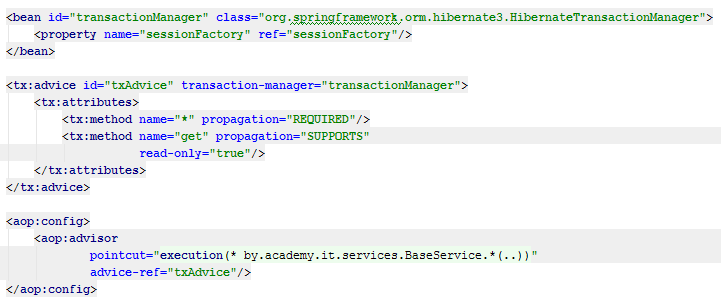 <bean id="transactionManager" class="org.springframework.orm.hibernate3.HibernateTransactionManager">
    <property name="sessionFactory" ref="sessionFactory"/>
</bean>
<tx:advice id="txAdvice" transaction-manager="transactionManager">
    <tx:attributes>
        <tx:method name="*" propagation="REQUIRED"/>
        <tx:method name="get" propagation="SUPPORTS"
                   read-only="true"/>
    </tx:attributes>
</tx:advice>
<aop:config>
    <aop:advisor
            pointcut="execution(* by.academy.it.services.BaseService.*(..))"
            advice-ref="txAdvice"/>
</aop:config>